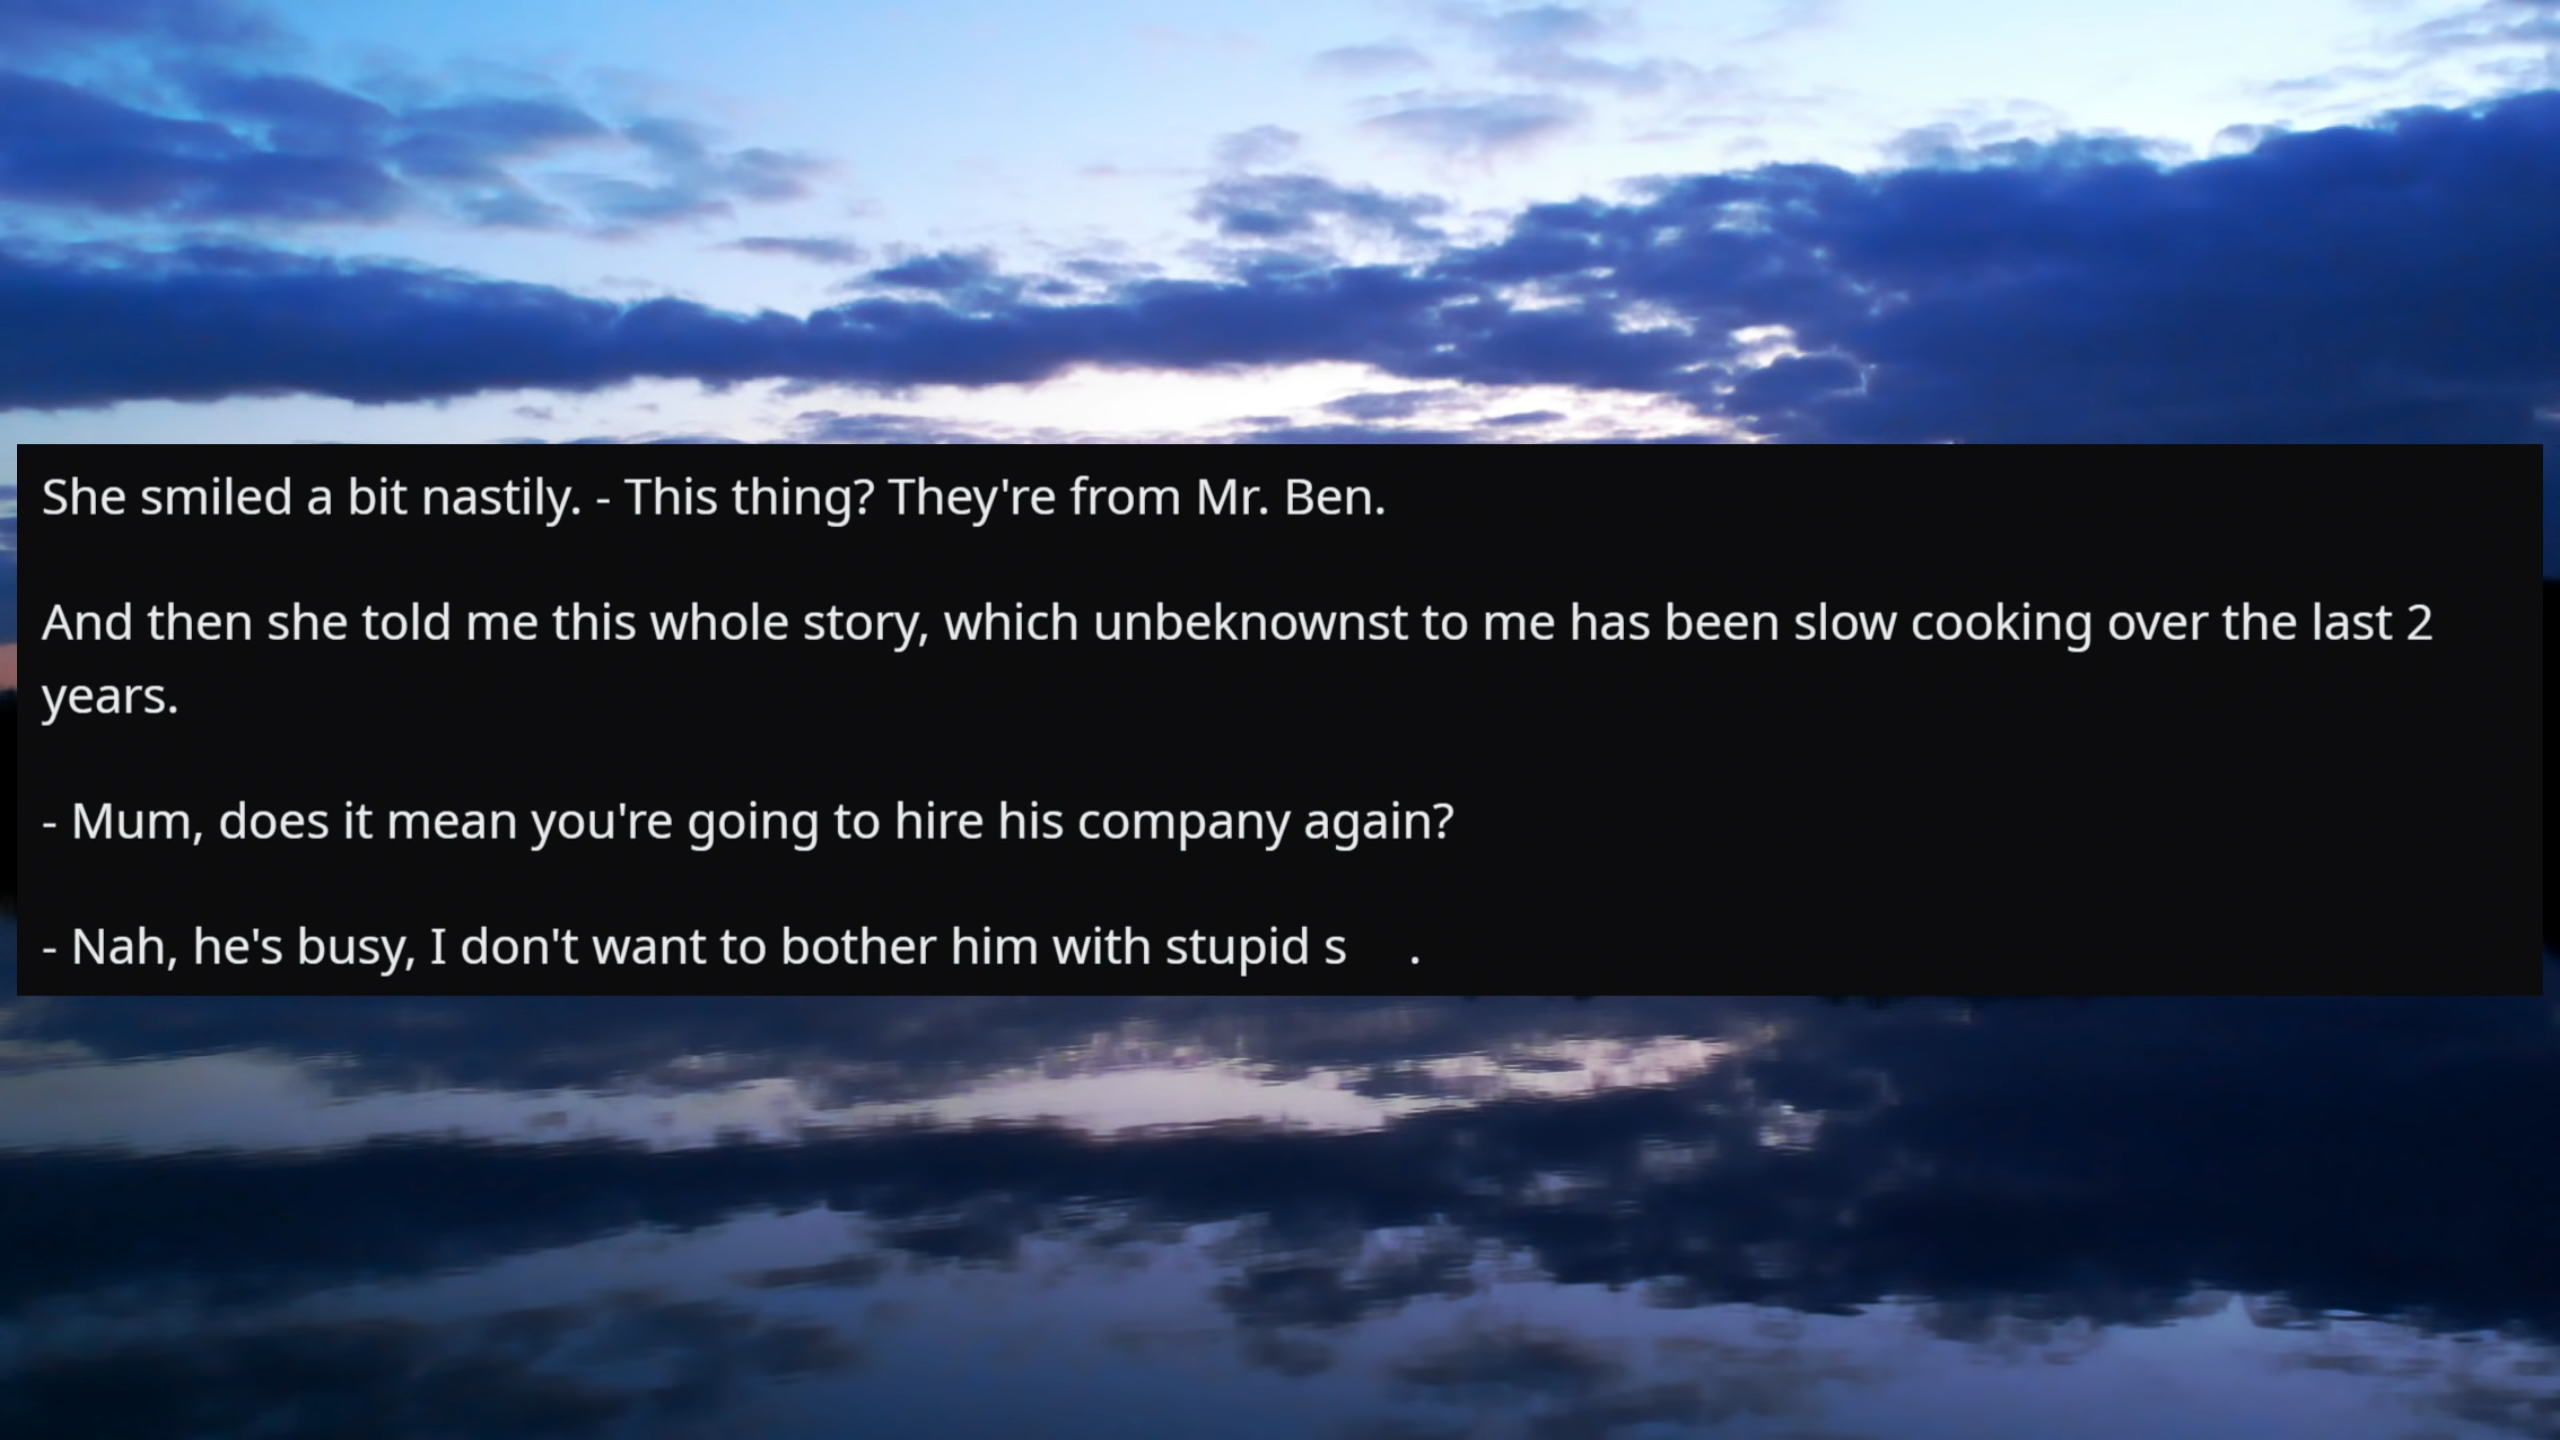 She smiled a bit nastily. - This thing? They're from Mr. Ben.
And then she told me this whole story, which unbeknownst to me has been slow cooking over the last 2
years.
- Mum, does it mean you're going to hire his company again?
- Nah, he's busy, I don't want to bother him with stupid s    .